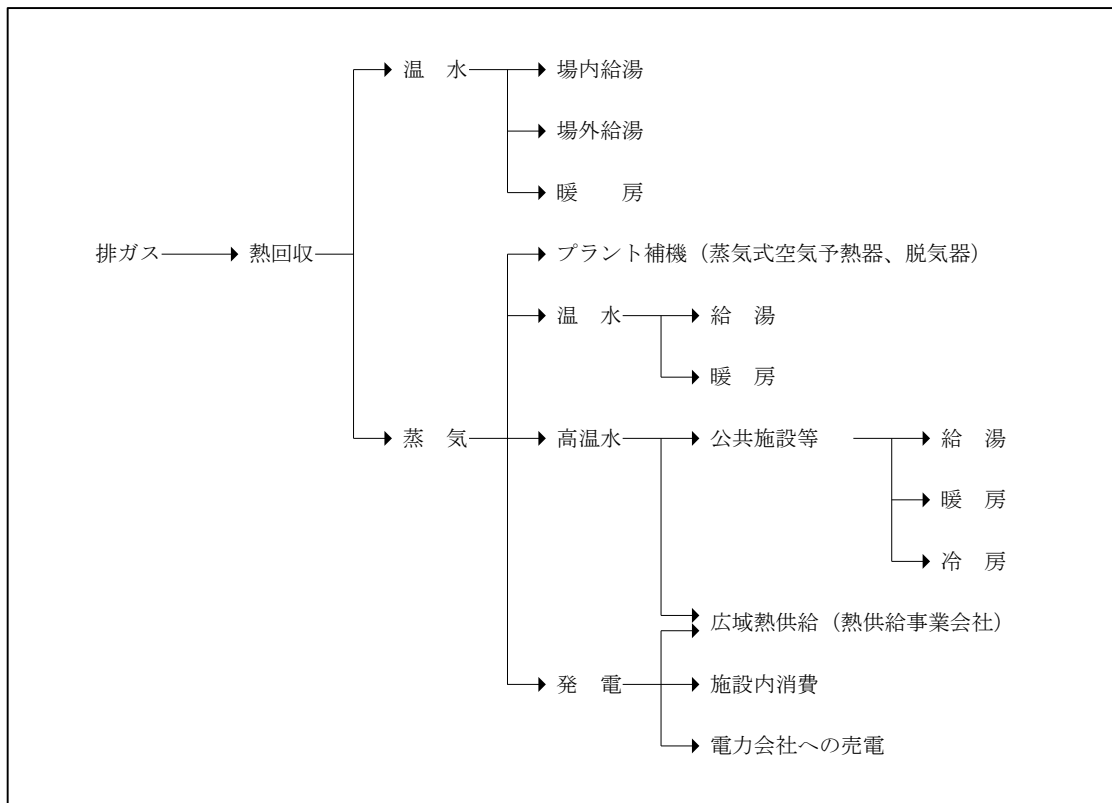 温　水
場内給湯
場外給湯
暖　　房
排ガス
熱回収
プラント補機（蒸気式空気予熱器、脱気器）
温　水
給　湯
暖　房
蒸　気
高温水
公共施設等
給　湯
暖　房
冷　房
広域熱供給（熱供給事業会社）
発　電
施設内消費
電力会社への売電